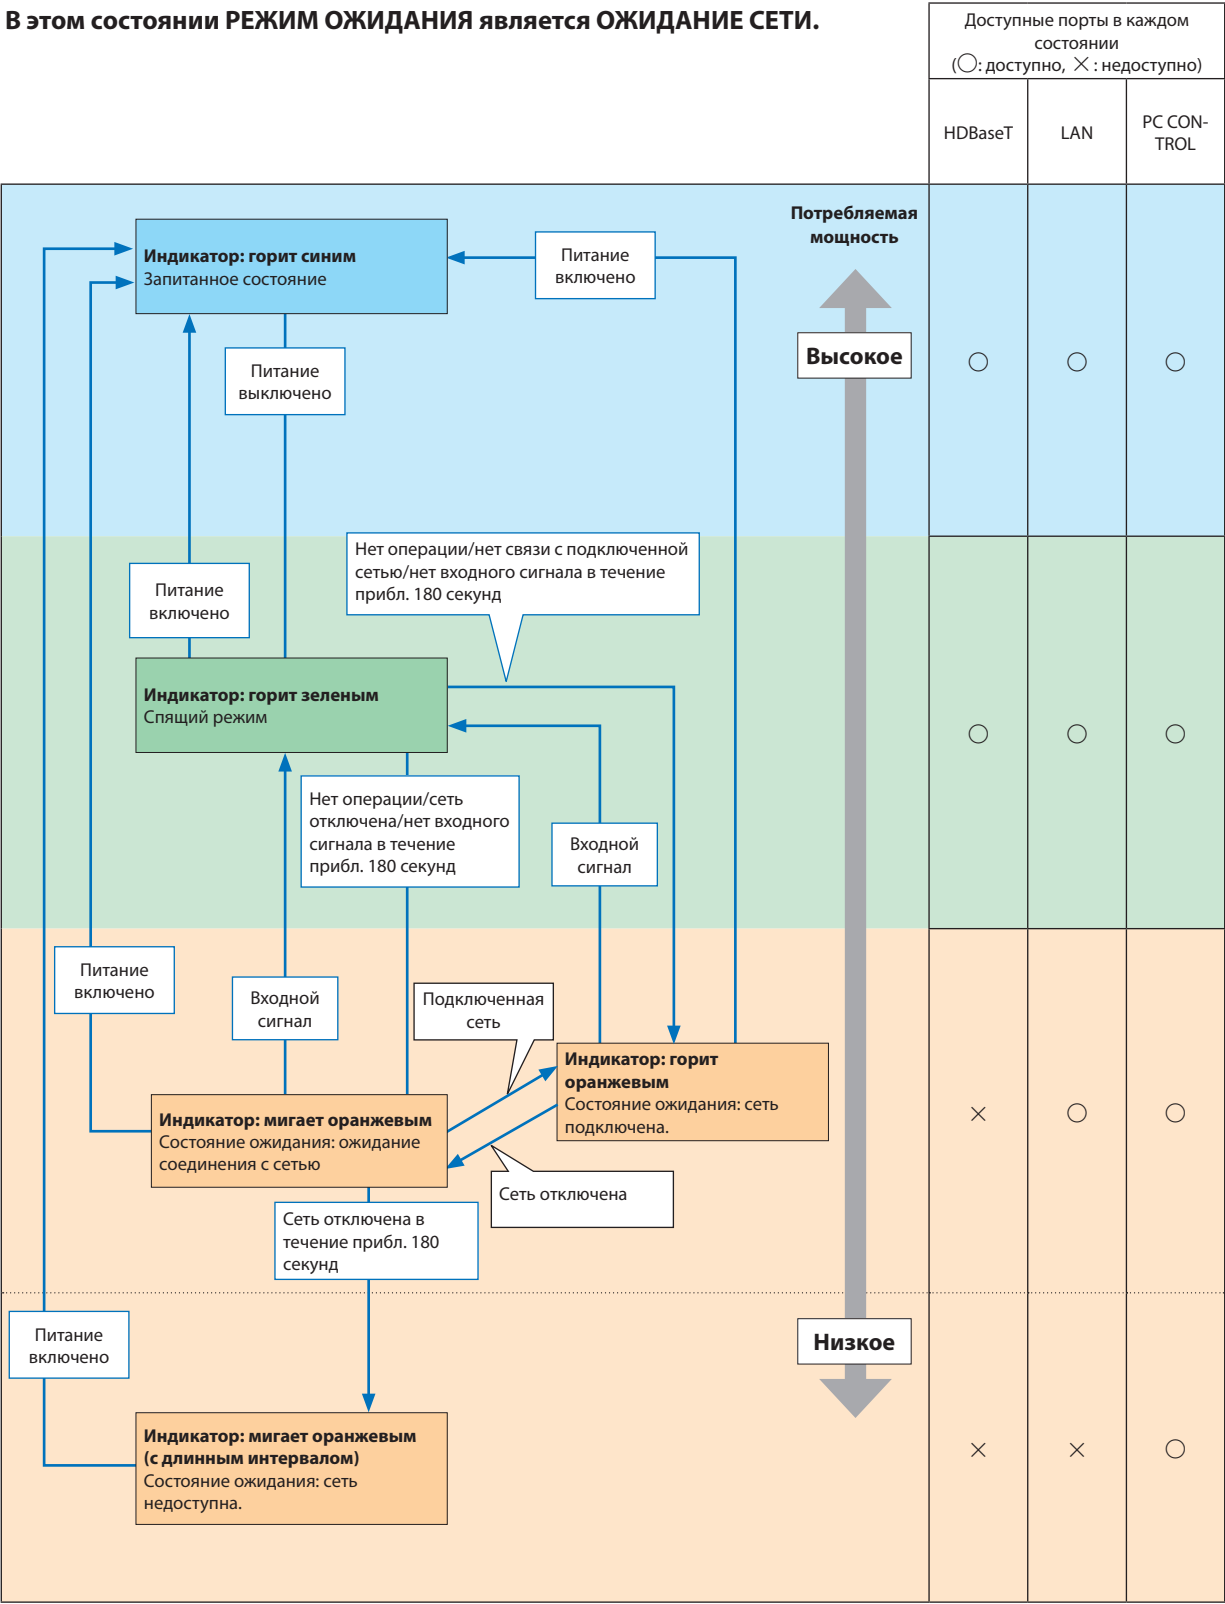 В этом состоянии РЕЖИМ ОЖИДАНИЯ является ОЖИДАНИЕ СЕТИ.
Доступные порты в каждом
состоянии
(○: доступно, ×: недоступно)
HDBaseT
LAN
PC CON-
TROL
Потребляемая
мощность
Индикатор: горит синим
Запитанное состояние
Питание
включено
Высокое
○
○
○
Питание
выключено
Нет операции/нет связи с подключенной
сетью/нет входного сигнала в течение
прибл. 180 секунд
Питание
включено
Индикатор: горит зеленым
Спящий режим
○
○
○
Нет операции/сеть
отключена/нет входного
сигнала в течение
прибл. 180 секунд
Входной
сигнал
Питание
включено
Входной
сигнал
Подключенная
сеть
Индикатор: горит
оранжевым
Состояние ожидания: сеть
подключена.
Индикатор: мигает оранжевым
Состояние ожидания: ожидание
соединения с сетью
×
○
○
Сеть отключена
Сеть отключена в
течение прибл. 180
секунд
Питание
включено
Низкое
Индикатор: мигает оранжевым
(с длинным интервалом)
Состояние ожидания: сеть
недоступна.
×
×
○